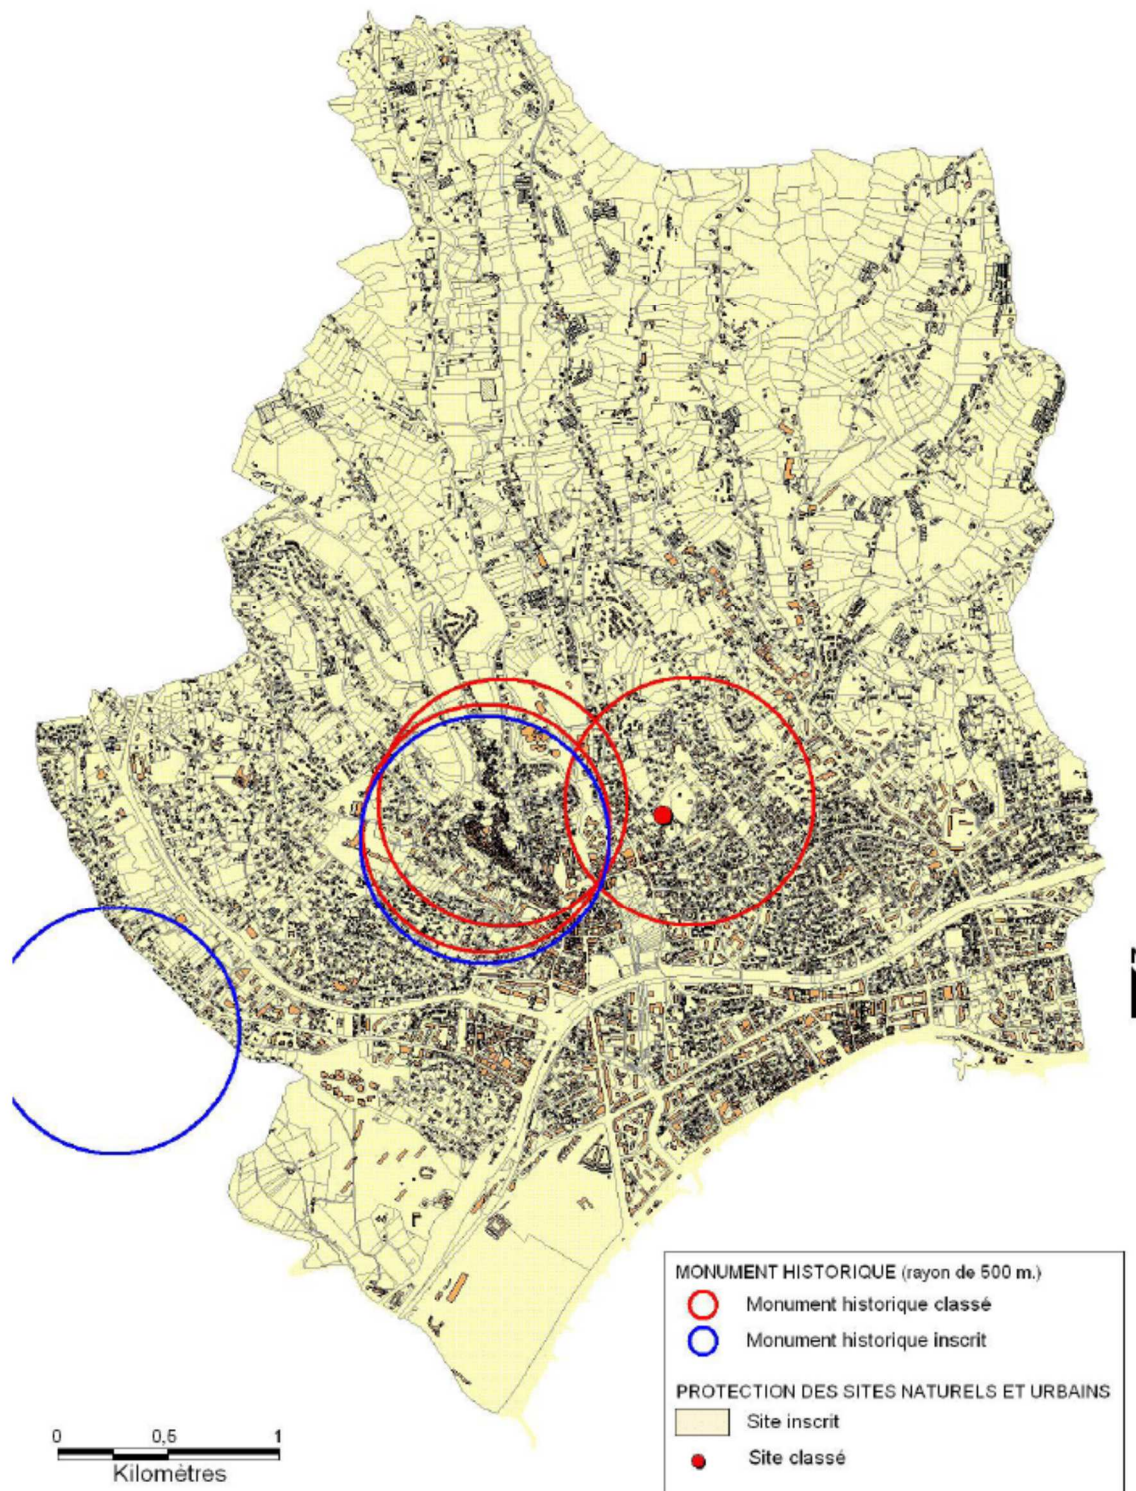 MONUMENT HISTORIQUE (rayon de 500 m.)
Monument historique classé
Monument historique inscrit
PROTECTION DES SITES NATURELS ET URBAINS
Site inscrit
Site classé
0 0,5 1
Kilomètres